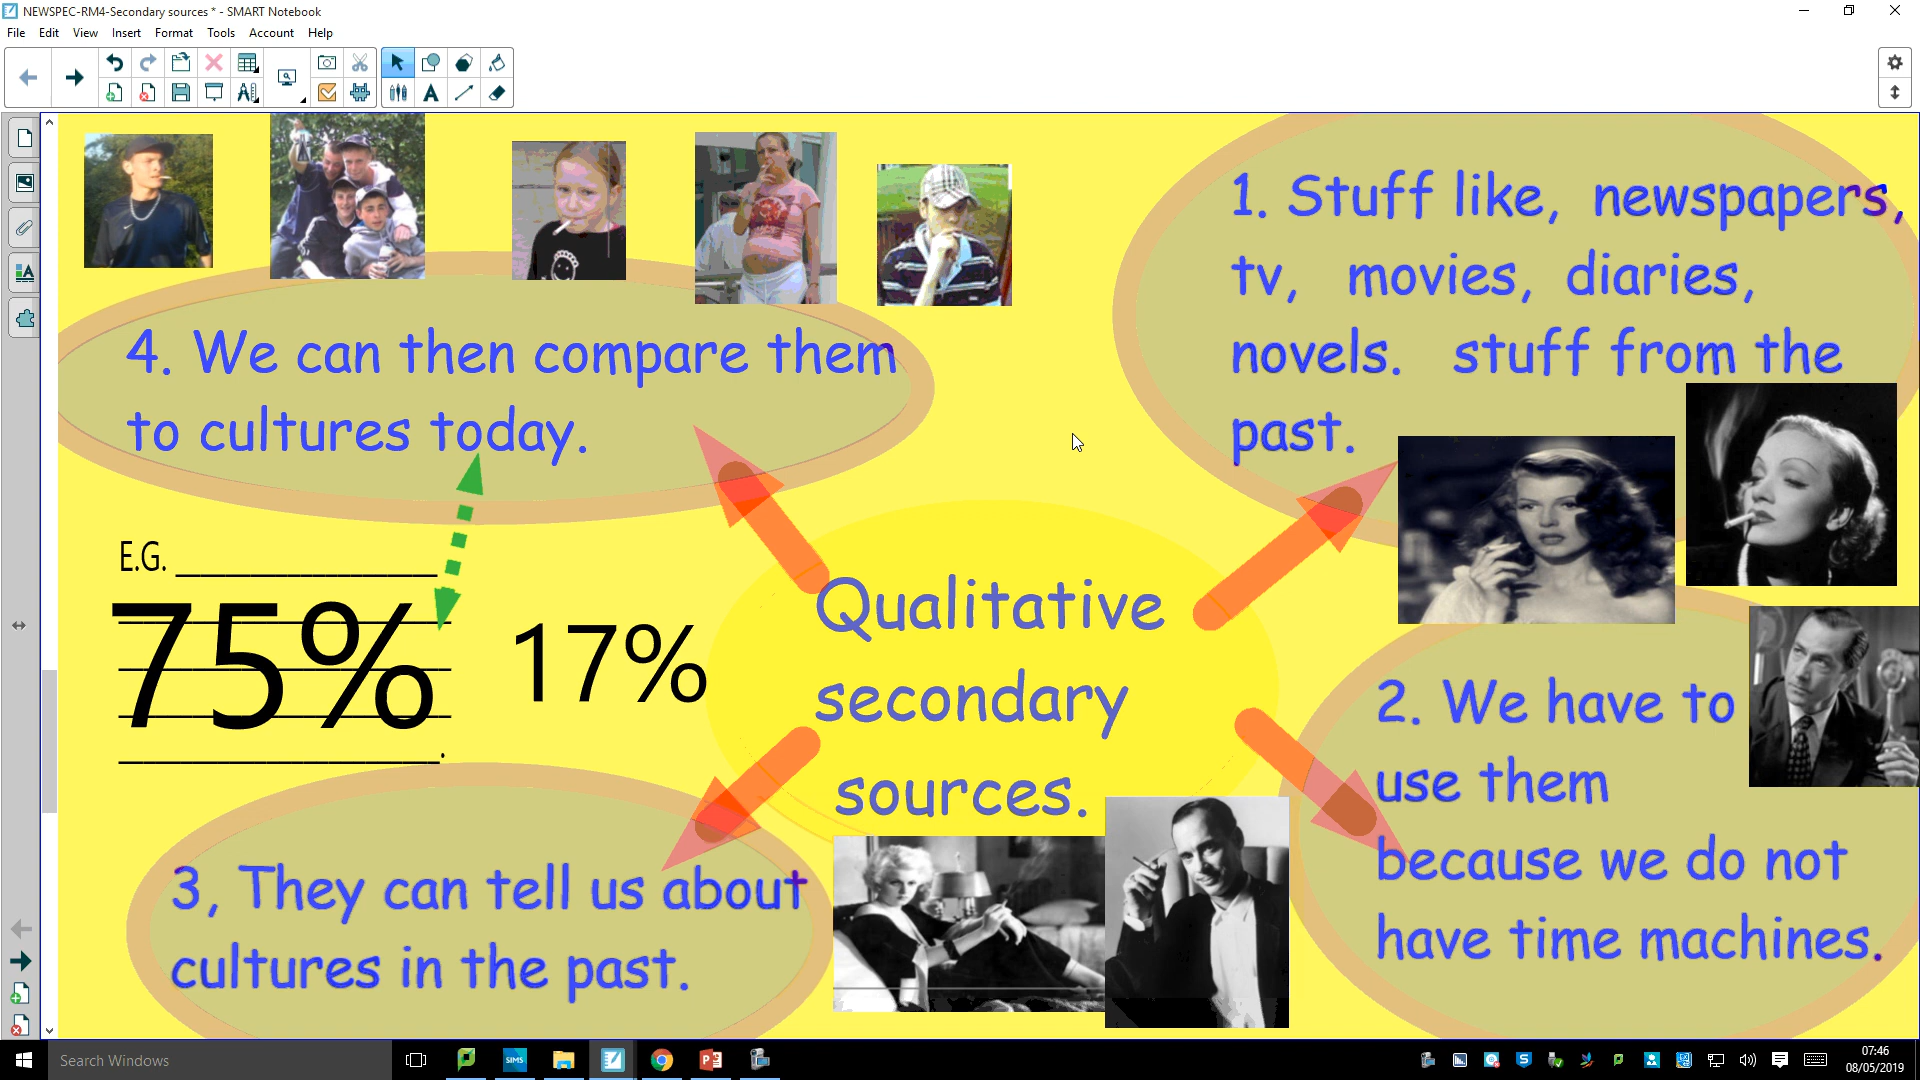 NEWSPEC-RM4-Secondary sources * - SMART Notebook
File Edit View Insert Format Tools Account Help
1. Stuff like, newspapers,
tv, movies, diaries,
novels. stuff from the
past.
4. We can then compare them
to cultures today.
E.G. ____________________
75%
17%
Qualitative
secondary
sources.
2. We have to
use them
because we do not
have time machines.
3, They can tell us about
cultures in the past.
Search Windows
SIMS
07:46
08/05/2019